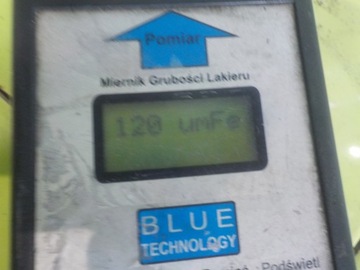 Pomiar
Miernik Grubości Lakieru
120 umFe
BLUE
TECHNOLOGY
Podświetl